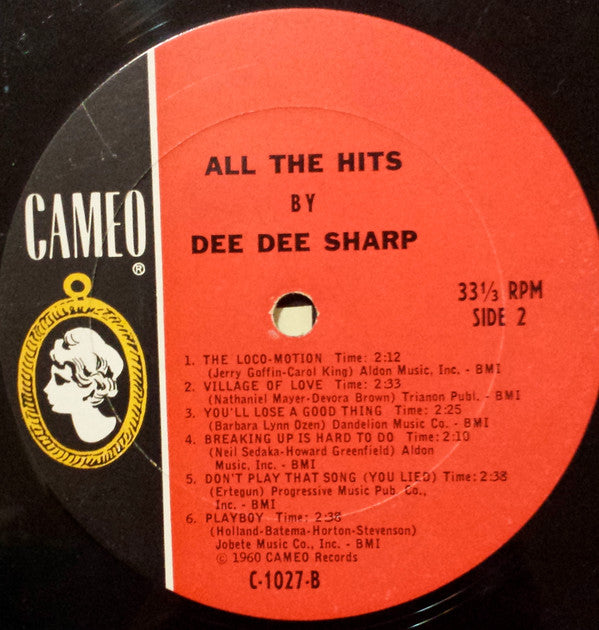 ALL THE HITS
BY
DEE DEE SHARP
CAMEO
®
33⅓ RPM
SIDE 2
1. THE LOCO-MOTION Time: 2:12
(Jerry Goffin-Carol King) Aldon Music, Inc. - BMI
2. VILLAGE OF LOVE Time: 2:33
(Nathaniel Mayer-Devora Brown) Trianon Publ. - BMI
3. YOU'LL LOSE A GOOD THING Time: 2:25
(Barbara Lynn Ozen) Dandelion Music Co. - BMI
4. BREAKING UP IS HARD TO DO Time: 2:10
(Neil Sedaka-Howard Greenfield) Aldon
Music, Inc. - BMI
5. DON'T PLAY THAT SONG (YOU LIED) Time: 2:38
(Ertegun) Progressive Music Pub. Co.,
Inc. - BMI
6. PLAYBOY Time: 2:38
(Holland-Batema-Horton-Stevenson)
Jobete Music Co., Inc. - BMI
© 1960 CAMEO Records
C-1027-B